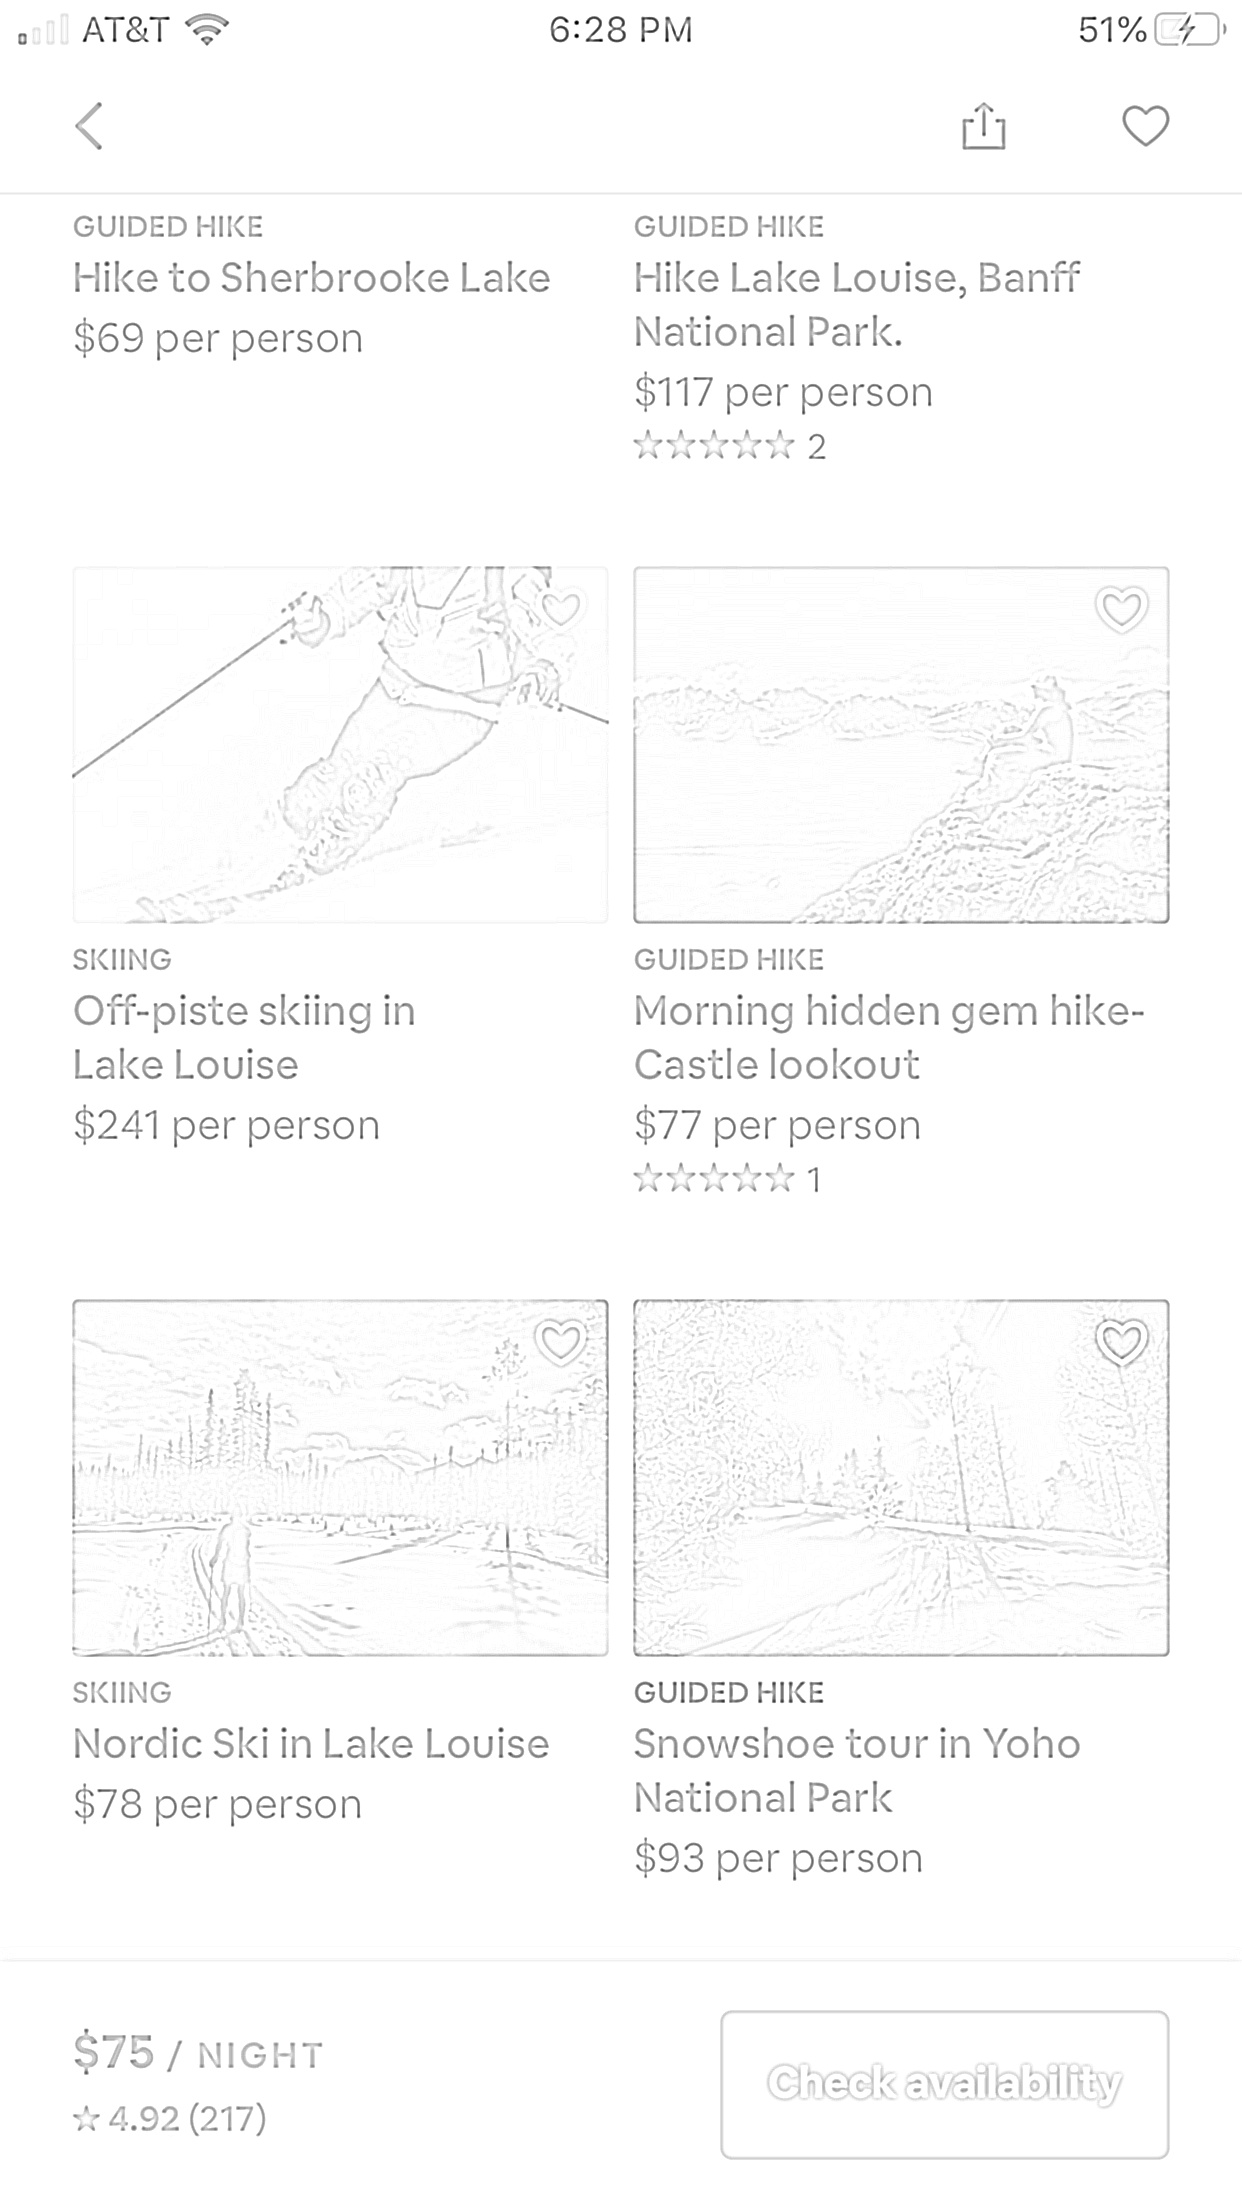 AT&T 6:28 PM 51%
GUIDED HIKE
Hike to Sherbrooke Lake
$69 per person
GUIDED HIKE
Hike Lake Louise, Banff
National Park.
$117 per person
2
SKIING
Off-piste skiing in
Lake Louise
$241 per person
GUIDED HIKE
Morning hidden gem hike-
Castle lookout
$77 per person
1
SKIING
Nordic Ski in Lake Louise
$78 per person
GUIDED HIKE
Snowshoe tour in Yoho
National Park
$93 per person
$75 / NIGHT
4.92 (217)
Check availability